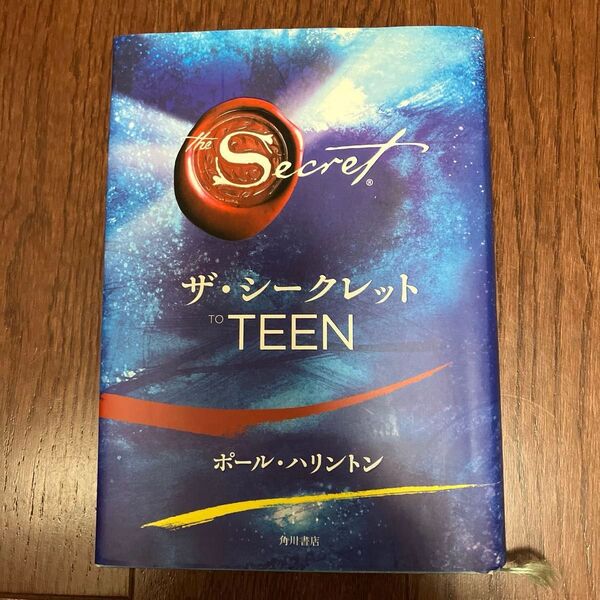 the Secret®
ザ・シークレット
TO TEEN
ポール・ハリントン
角川書店